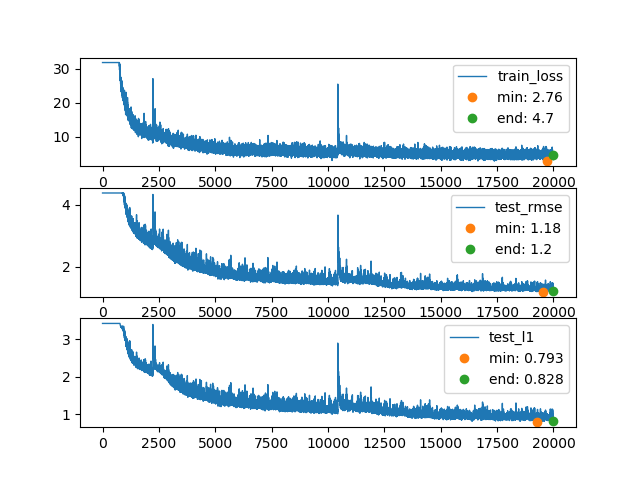 30
20
10
train_loss
min: 2.76
end: 4.7
0 2500 5000 7500 10000 12500 15000 17500 20000
4
2
test_rmse
min: 1.18
end: 1.2
0 2500 5000 7500 10000 12500 15000 17500 20000
3
2
1
test_l1
min: 0.793
end: 0.828
0 2500 5000 7500 10000 12500 15000 17500 20000